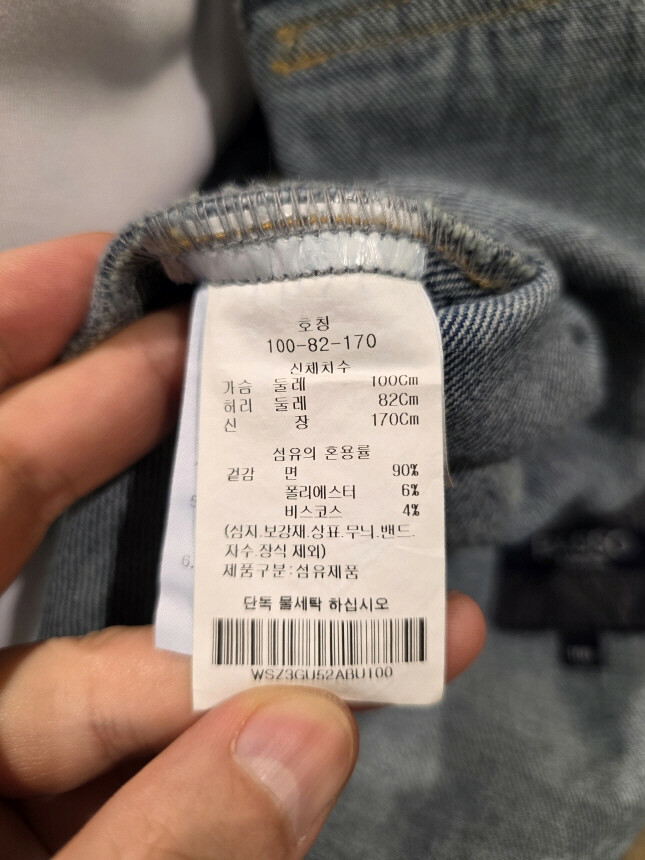 호칭
100-82-170
신체치수
가슴 둘레 100Cm
허리 둘레 82Cm
신 장 170Cm
섬유의 혼용률
겉감 면 90%
폴리에스터 6%
비스코스 4%
(심지.보강재.상표.무늬.밴드.
자수.장식 제외)
제품구분:섬유제품
단독 물세탁 하십시오
WSZ3GU52ABU100